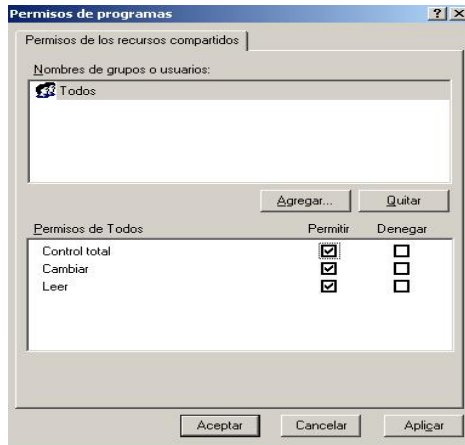 Permisos de programas
Permisos de los recursos compartidos
Nombres de grupos o usuarios:
Todos
Agregar... Quitar
Permisos de Todos Permitir Denegar
Control total
Cambiar
Leer
Aceptar Cancelar Aplicar